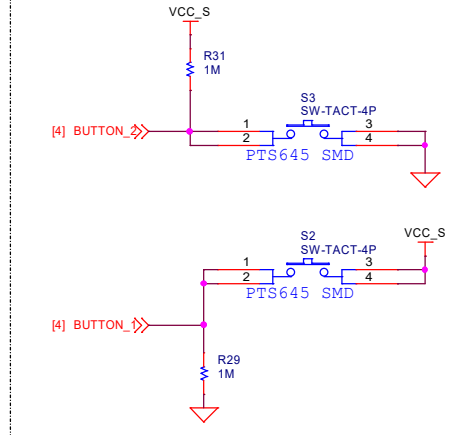 VCC_S
R31
1M
S3
SW-TACT-4P
[4] BUTTON_2
1
2
3
4
PTS645 SMD
VCC_S
S2
SW-TACT-4P
1
2
3
4
PTS645 SMD
[4] BUTTON_1
R29
1M